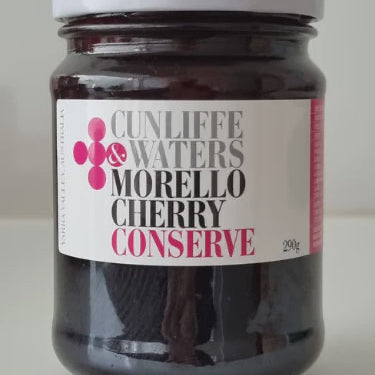 CUNLIFFE
& WATERS
MORELLO
CHERRY
CONSERVE
290g